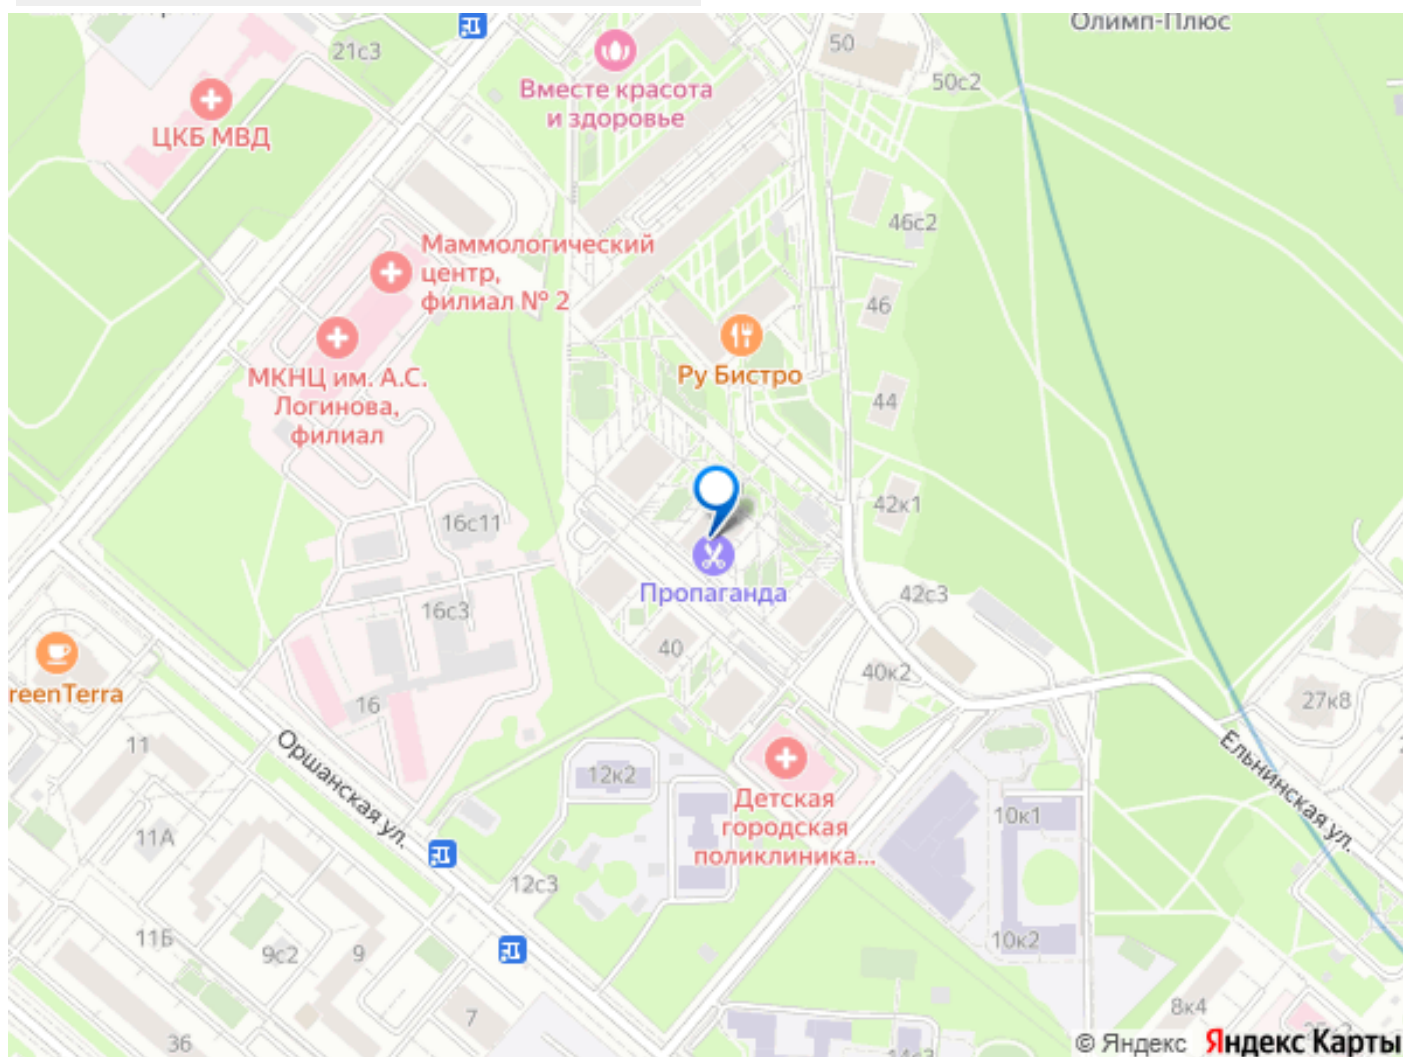 Олимп-Плюс
21с3
50
50с2
Вместе красота
и здоровье
ЦКБ МВД
46с2
Маммологический
центр,
филиал № 2
46
Ру Бистро
МКНЦ им. А.С.
Логинова,
филиал
44
42к1
16с11
Пропаганда
42с3
16с3
40
40к2
reenTerra
16
27к8
11
Оршанская ул.
Ельнинская ул.
12к2
Детская
городская
поликлиника...
10к1
11А
12с3
11Б
9с2
9
10к2
7
8к4
36
© Яндекс Яндекс Карты